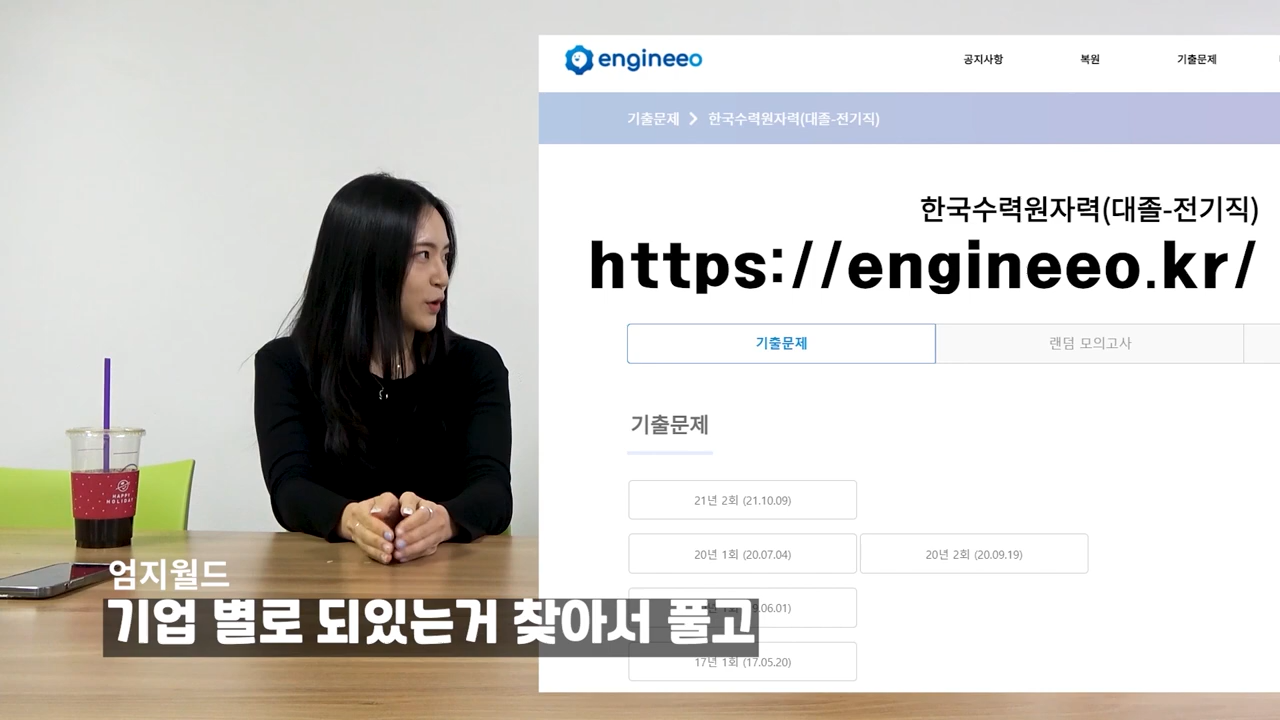 engineeo
공지사항 복원 기출문제
기출문제 > 한국수력원자력(대졸-전기직)
한국수력원자력(대졸-전기직)
https://engineeo.kr/
기출문제 랜덤 모의고사
기출문제
21년 2회 (21.10.09)
20년 1회 (20.07.04) 20년 2회 (20.09.19)
.06.01)
17년 1회 (17.05.20)
HAPPY
HOLIDAY
엄지월드
기업 별로 되있는거 찾아서 풀고